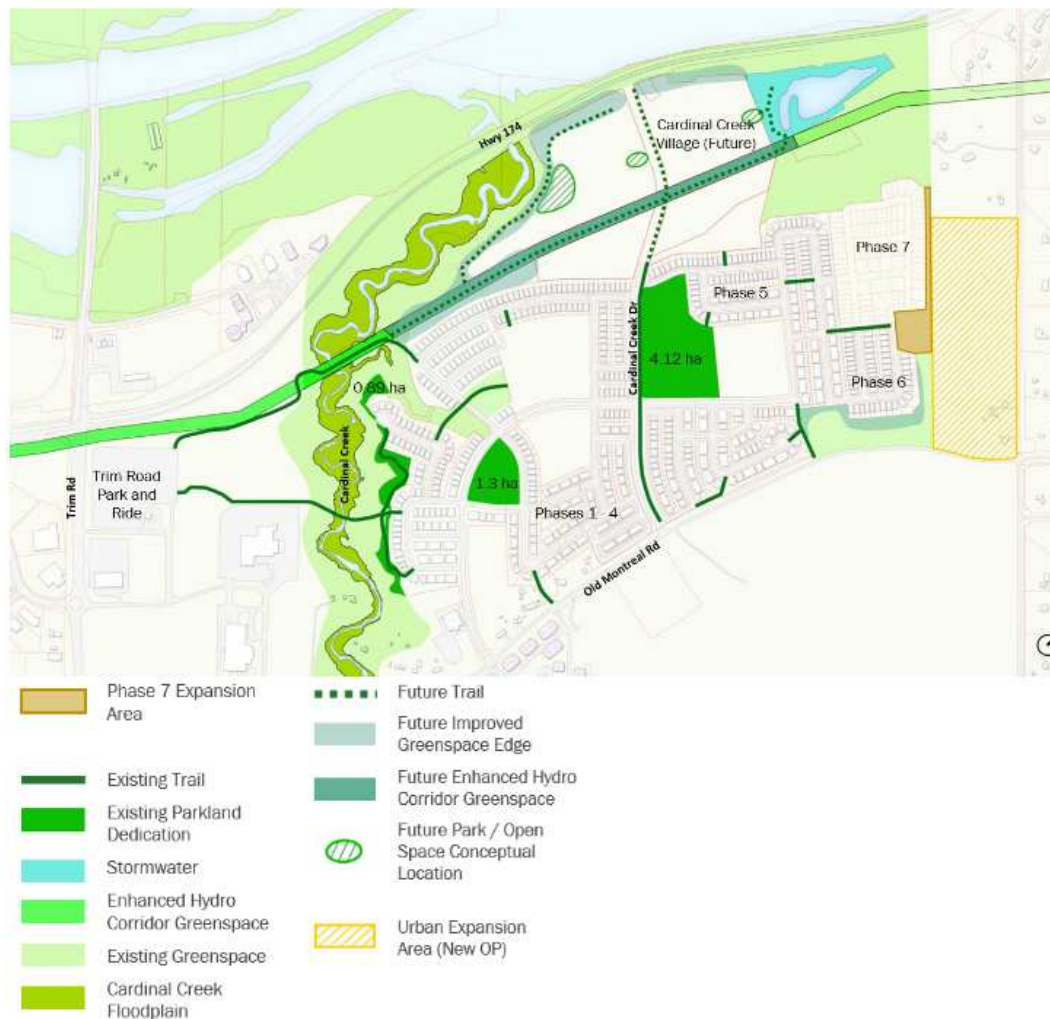 Hwy 174
Cardinal Creek
Village (Future)
Phase 7
Phase 5
Cardinal Creek Dr
4.12 ha
0.89 ha
Phase 6
Cardinal Creek
Trim Rd
Trim Road
Park and
Ride
1.3 ha
Phases 1 - 4
Old Montreal Rd
Phase 7 Expansion
Area
Existing Trail
Existing Parkland
Dedication
Stormwater
Enhanced Hydro
Corridor Greenspace
Existing Greenspace
Cardinal Creek
Floodplain
Future Trail
Future Improved
Greenspace Edge
Future Enhanced Hydro
Corridor Greenspace
Future Park / Open
Space Conceptual
Location
Urban Expansion
Area (New OP)